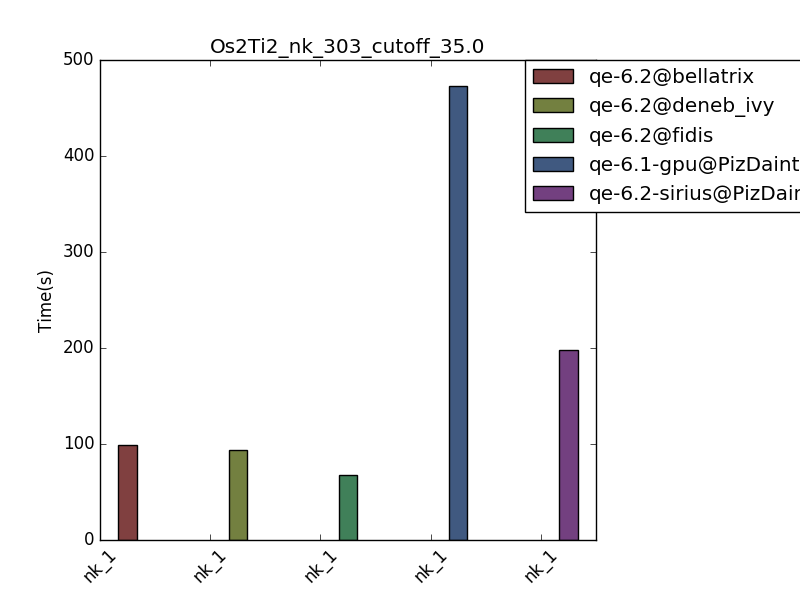 Os2Ti2_nk_303_cutoff_35.0
500
400
300
200
100
0
Time(s)
nk_1
nk_1
nk_1
nk_1
nk_1
qe-6.2@bellatrix
qe-6.2@deneb_ivy
qe-6.2@fidis
qe-6.1-gpu@PizDaint
qe-6.2-sirius@PizDain